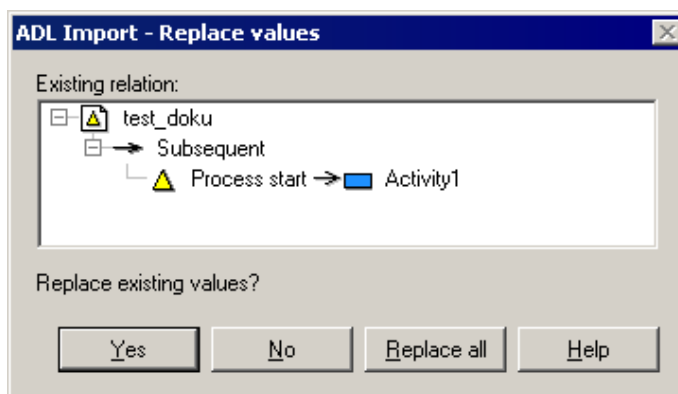 ADL Import - Replace values
Existing relation:
test_doku
Subsequent
Process start Activity1
Replace existing values?
Yes No Replace all Help